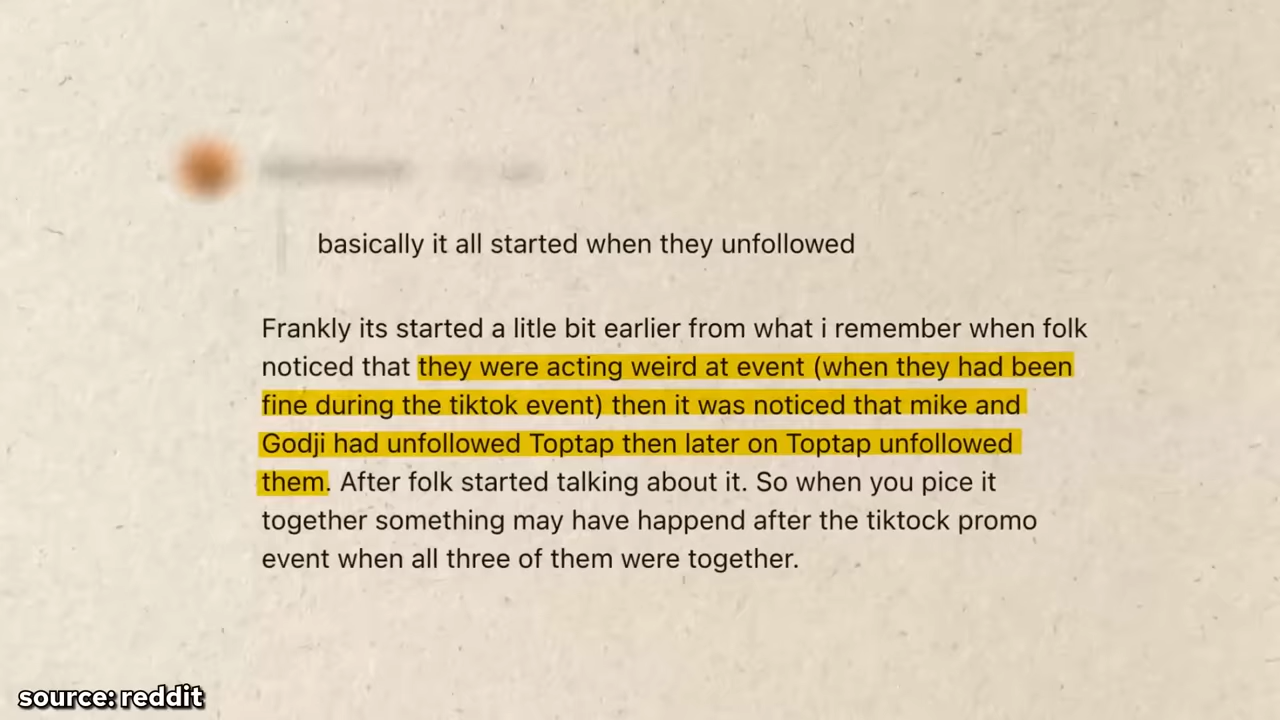 basically it all started when they unfollowed
Frankly its started a litle bit earlier from what i remember when folk
noticed that they were acting weird at event (when they had been
fine during the tiktok event) then it was noticed that mike and
Godji had unfollowed Toptap then later on Toptap unfollowed
them. After folk started talking about it. So when you pice it
together something may have happend after the tiktock promo
event when all three of them were together.
source: reddit